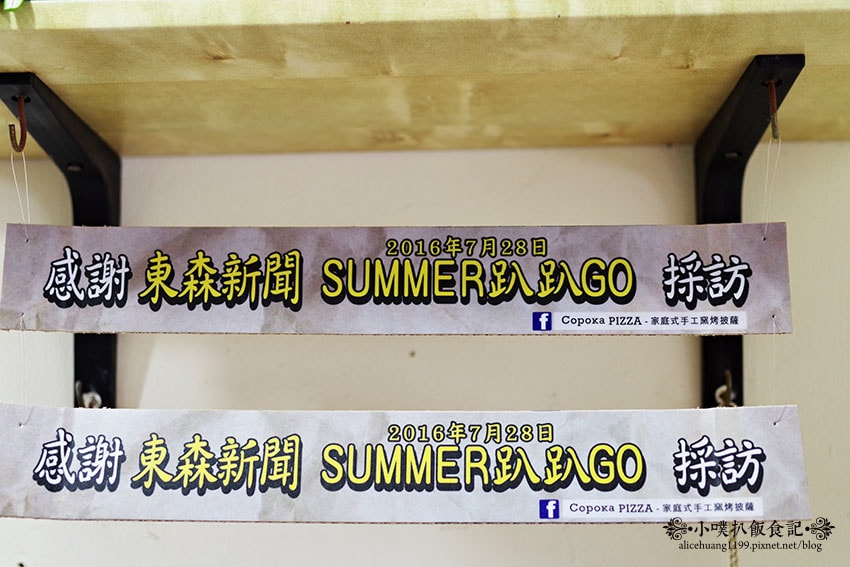 2016年7月28日
感謝 東森新聞 SUMMER趴趴GO 採訪
f Copoka PIZZA - 家庭式手工窯烤披薩
2016年7月28日
感謝 東森新聞 SUMMER趴趴GO 採訪
f Copoka PIZZA - 家庭式手工窯烤披薩
小噗扒飯食記
alicehuang1199.pixnet.net/blog